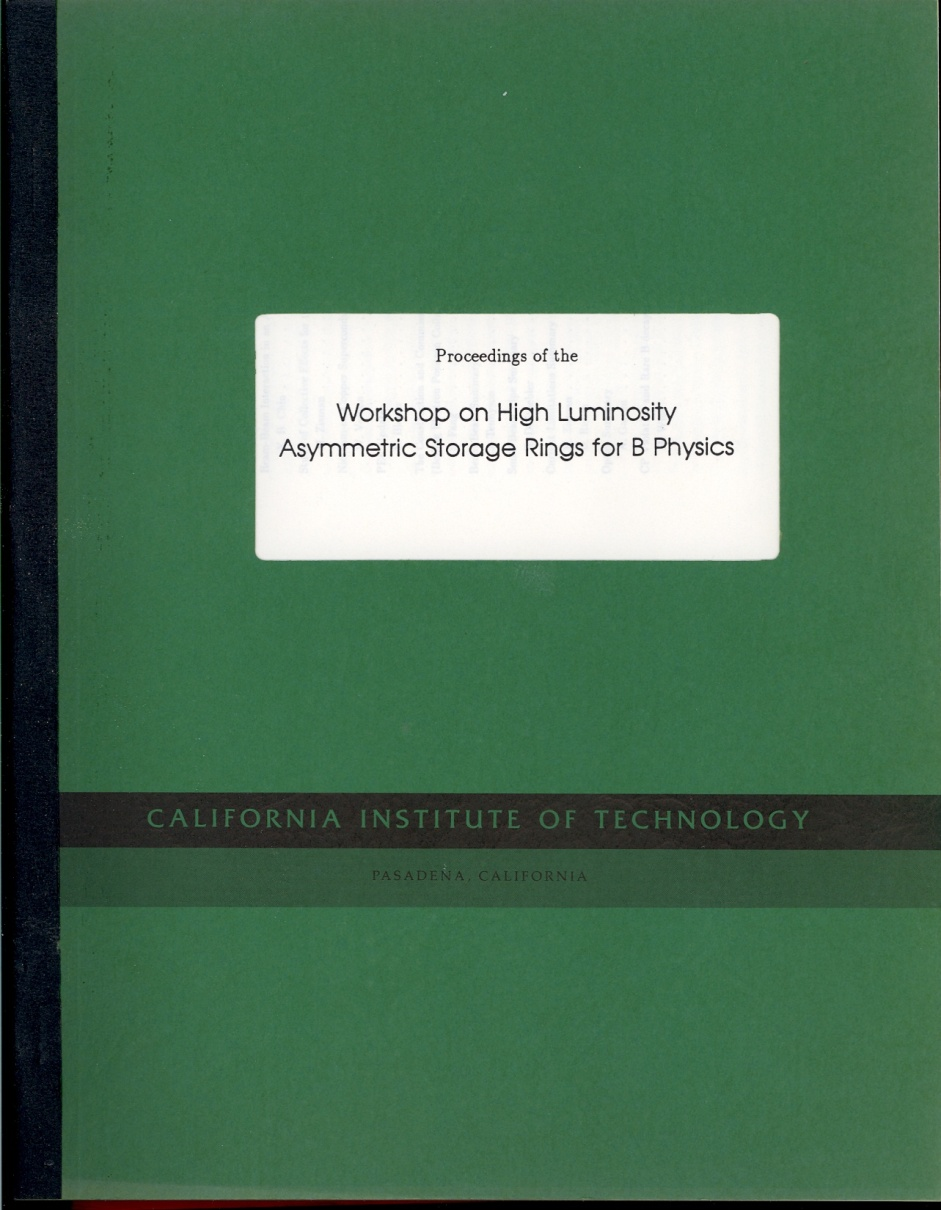 Proceedings of the
Workshop on High Luminosity
Asymmetric Storage Rings for B Physics
CALIFORNIA INSTITUTE OF TECHNOLOGY
PASADENA, CALIFORNIA